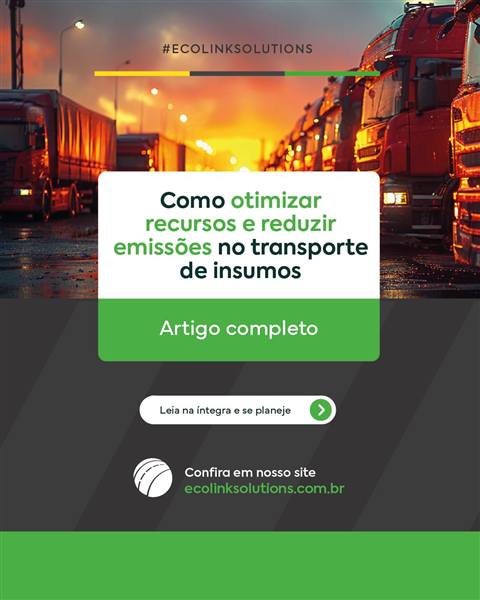 #ECOLINKSOLUTIONS
Como otimizar
recursos e reduzir
emissões no transporte
de insumos
Artigo completo
Leia na íntegra e se planeje
Confira em nosso site
ecolinksolutions.com.br